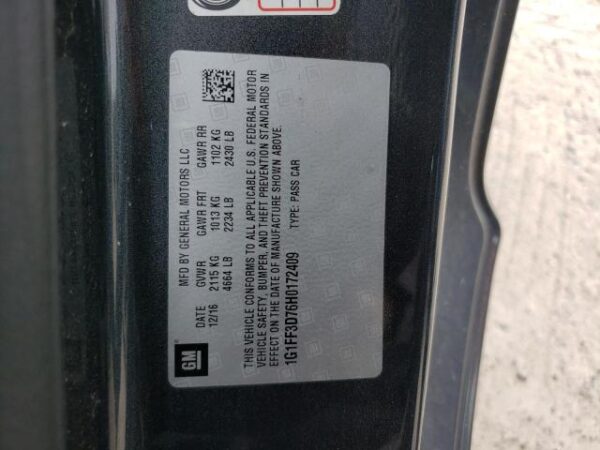 GM
MFD BY GENERAL MOTORS LLC
DATE GVWR GAWR FRT GAWR RR
12/16 2115 KG 1013 KG 1102 KG
4664 LB 2234 LB 2430 LB
THIS VEHICLE CONFORMS TO ALL APPLICABLE U.S. FEDERAL MOTOR
VEHICLE SAFETY, BUMPER, AND THEFT PREVENTION STANDARDS IN
EFFECT ON THE DATE OF MANUFACTURE SHOWN ABOVE.
1G1FF3D76H0172409 TYPE: PASS CAR